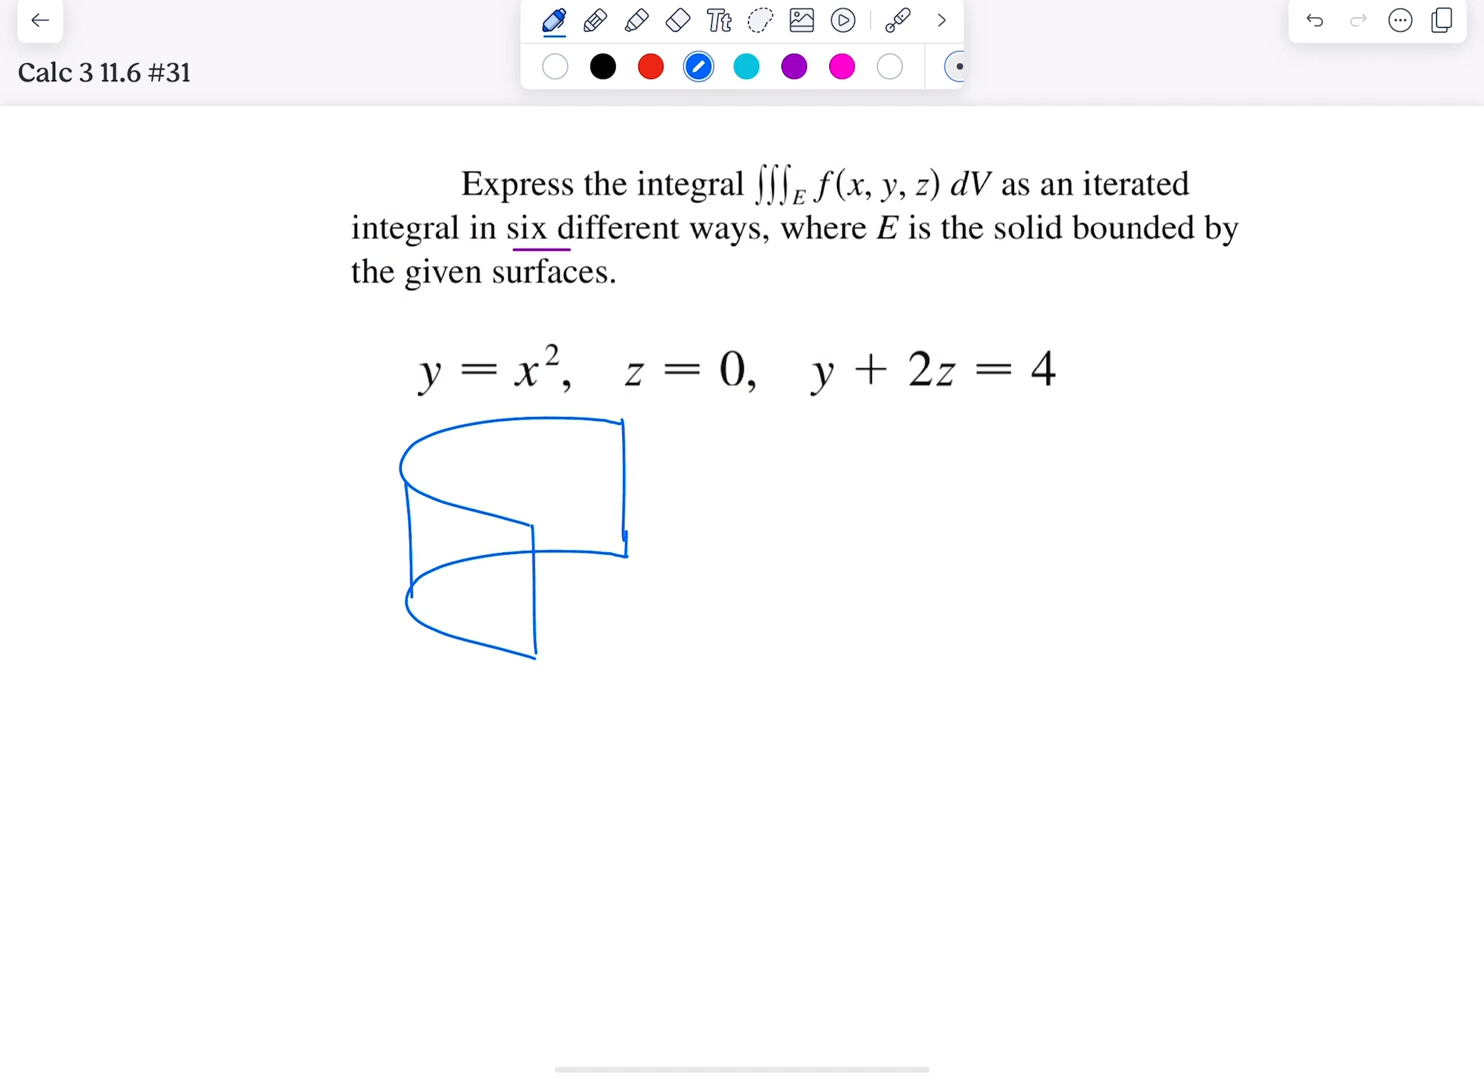 Calc 3 11.6 #31
Tt
Express the integral ∭_E f(x, y, z) dV as an iterated
integral in six different ways, where E is the solid bounded by
the given surfaces.
y = x², z = 0, y + 2z = 4